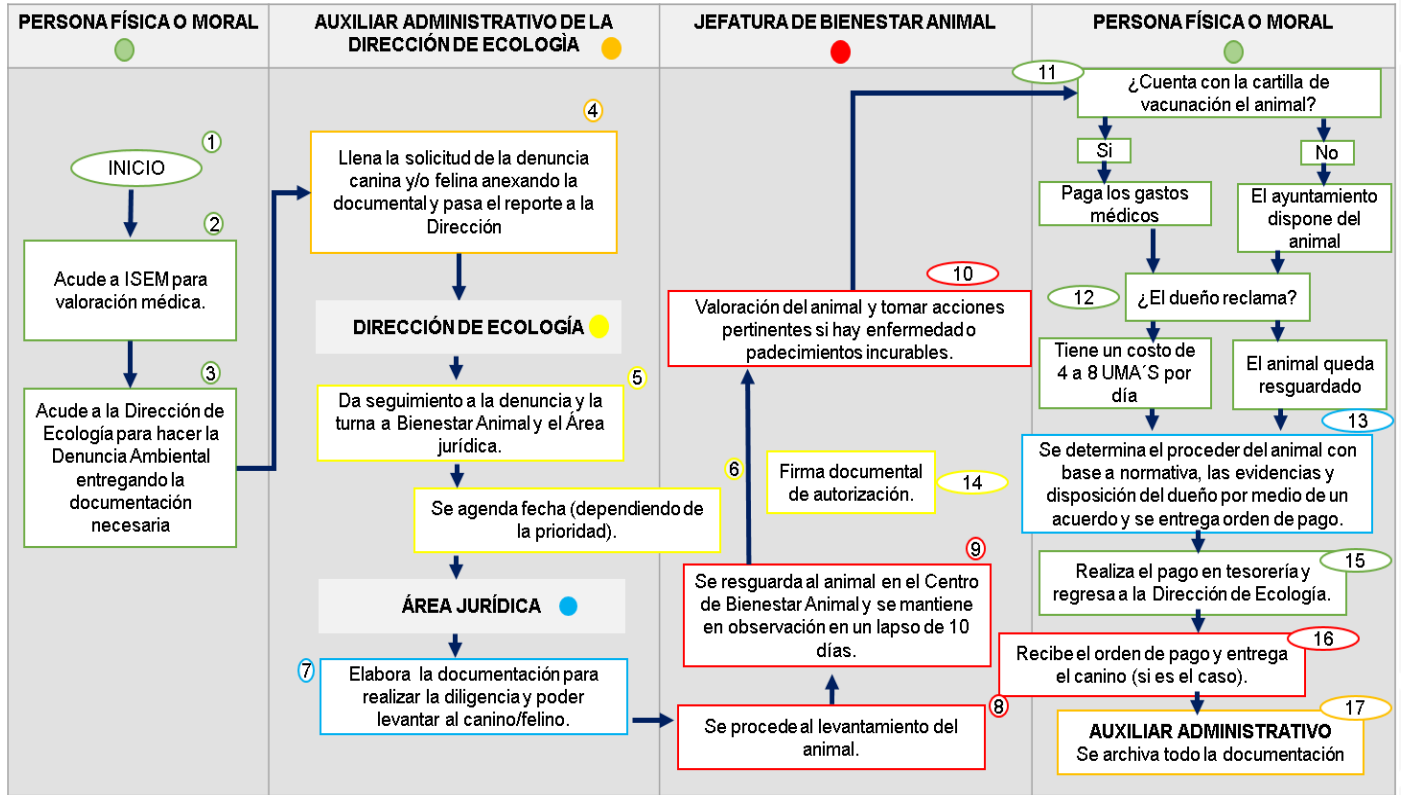 PERSONA FÍSICA O MORAL
AUXILIAR ADMINISTRATIVO DE LA
DIRECCIÓN DE ECOLOGÌA
JEFATURA DE BIENESTAR ANIMAL
PERSONA FÍSICA O MORAL
1
INICIO
2
Acude a ISEM para
valoración médica.
3
Acude a la Dirección de
Ecología para hacer la
Denuncia Ambiental
entregando la
documentación
necesaria
4
Llena la solicitud de la denuncia
canina y/o felina anexando la
documental y pasa el reporte a la
Dirección
DIRECCIÓN DE ECOLOGÍA
5
Da seguimiento a la denuncia y la
turna a Bienestar Animal y el Área
jurídica.
6
Se agenda fecha (dependiendo de
la prioridad).
ÁREA JURÍDICA
7
Elabora la documentación para
realizar la diligencia y poder
levantar al canino/felino.
8
Se procede al levantamiento del
animal.
9
Se resguarda al animal en el Centro
de Bienestar Animal y se mantiene
en observación en un lapso de 10
días.
14
Firma documental
de autorización.
10
Valoración del animal y tomar acciones
pertinentes si hay enfermedad o
padecimientos incurables.
11
¿Cuenta con la cartilla de
vacunación el animal?
Si
No
Paga los gastos
médicos
El ayuntamiento
dispone del
animal
12
¿El dueño reclama?
Tiene un costo de
4 a 8 UMA´S por
día
El animal queda
resguardado
13
Se determina el proceder del animal con
base a normativa, las evidencias y
disposición del dueño por medio de un
acuerdo y se entrega orden de pago.
15
Realiza el pago en tesorería y
regresa a la Dirección de Ecología.
16
Recibe el orden de pago y entrega
el canino (si es el caso).
17
AUXILIAR ADMINISTRATIVO
Se archiva todo la documentación